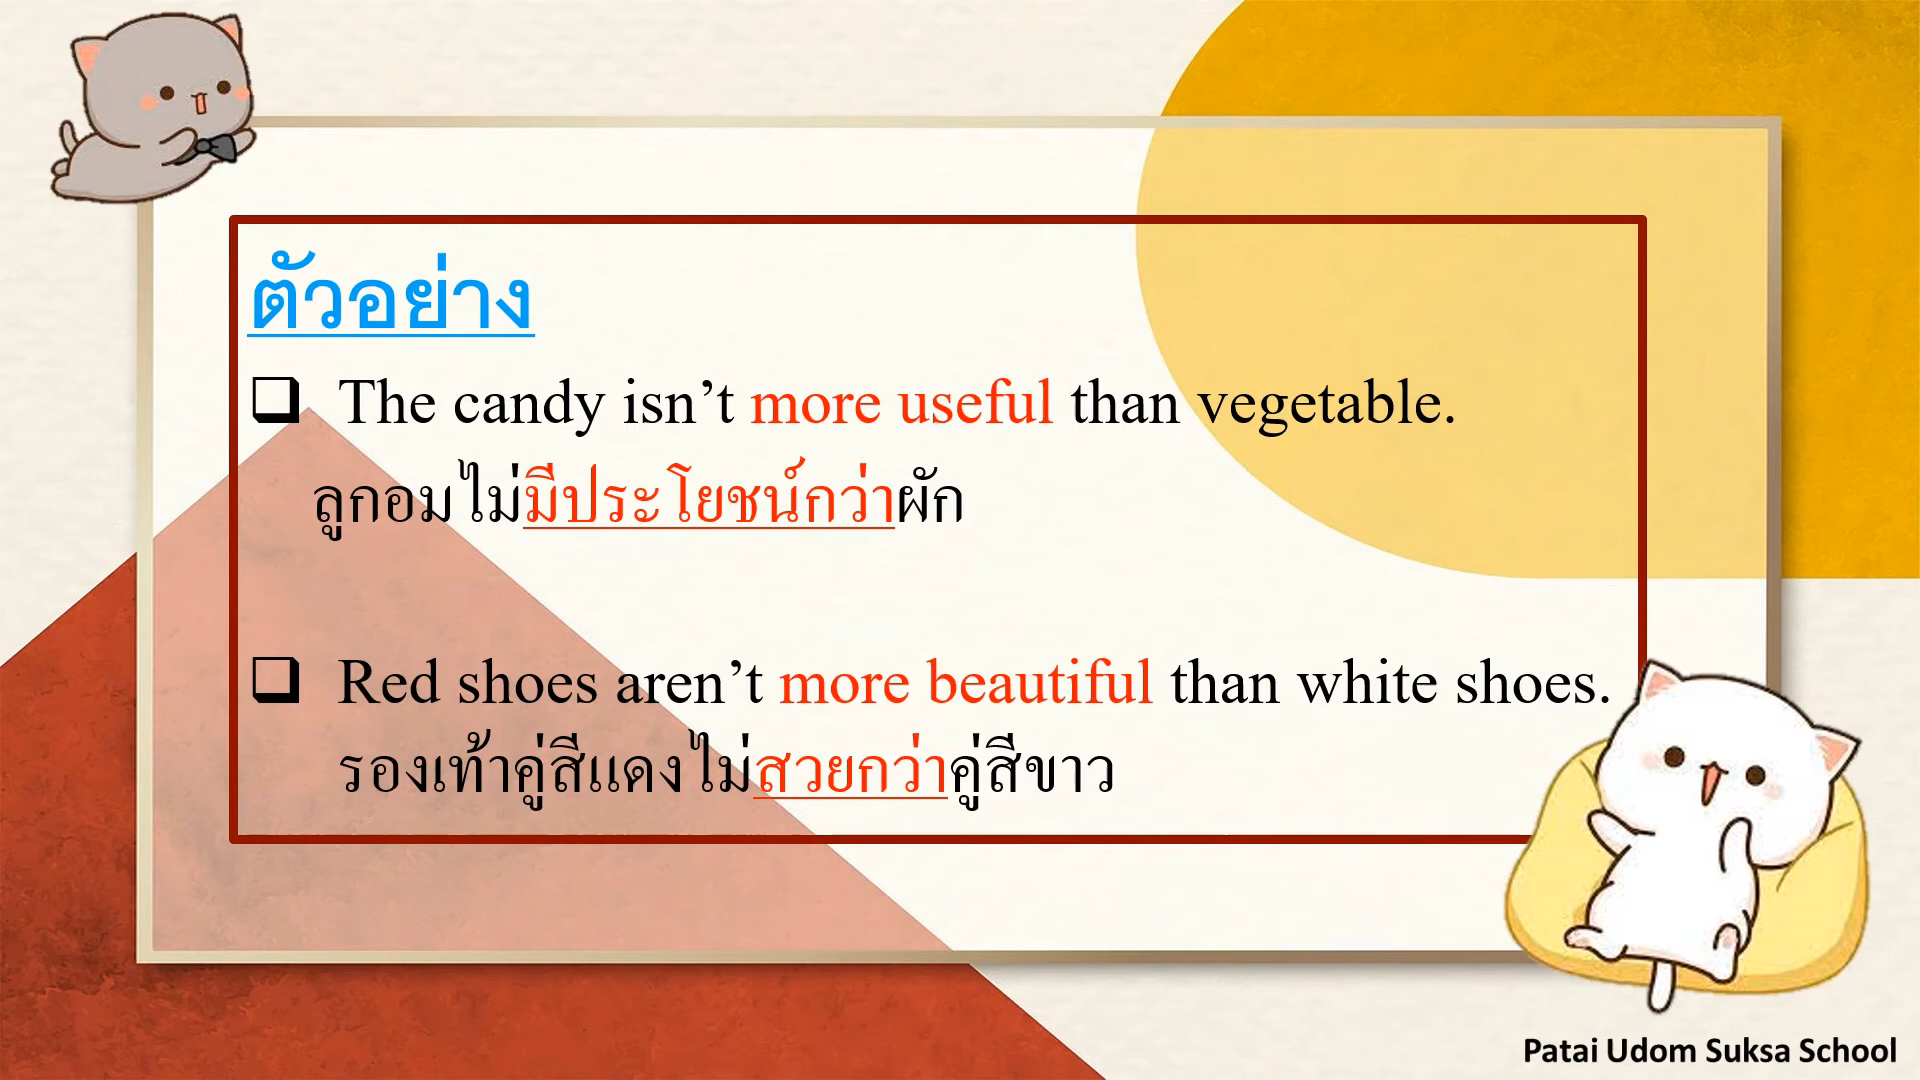 ตัวอย่าง
❑ The candy isn’t more useful than vegetable.
ลูกอมไม่มีประโยชน์กว่าผัก
❑ Red shoes aren’t more beautiful than white shoes.
รองเท้าคู่สีแดงไม่สวยกว่าคู่สีขาว
Patai Udom Suksa School